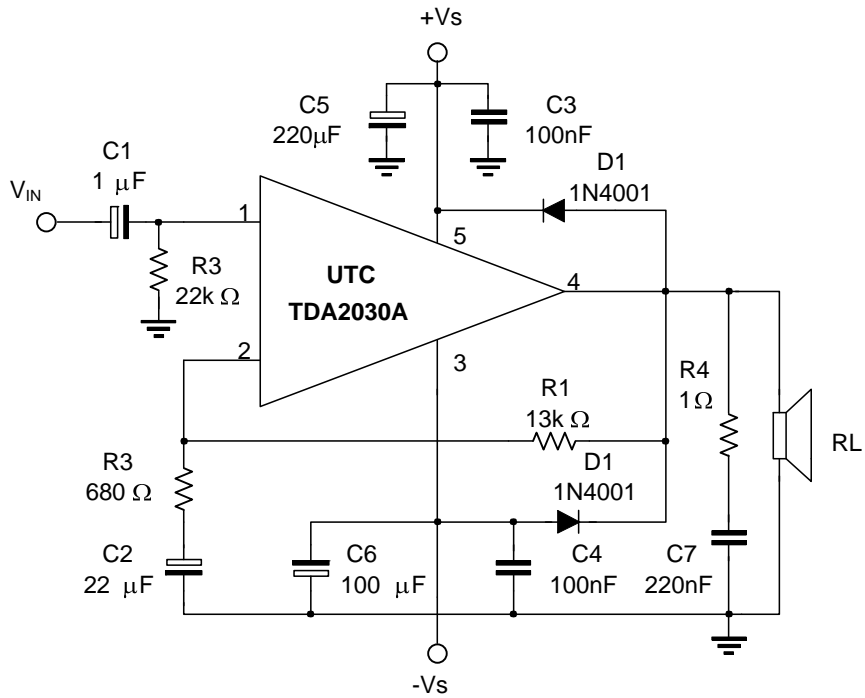 +Vs
C5
220μF
C3
100nF
C1
1 μF
D1
1N4001
VIN
1
5
R3
22k Ω
UTC
TDA2030A
4
2
3
R4
1Ω
R1
13k Ω
RL
R3
680 Ω
D1
1N4001
C2
22 μF
C6
100 μF
C4
100nF
C7
220nF
-Vs